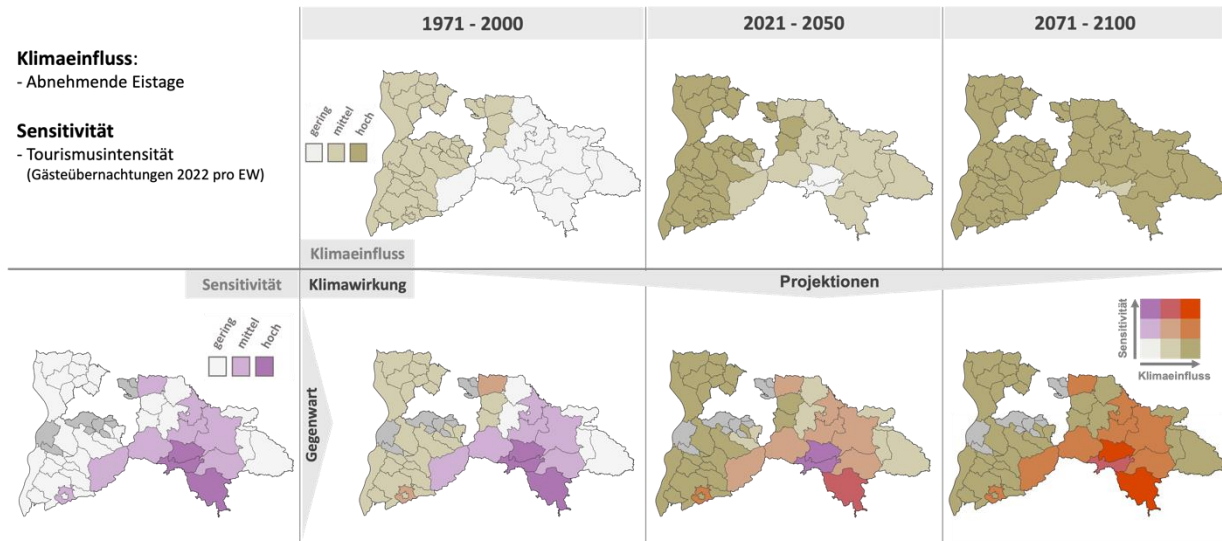 1971 - 2000
2021 - 2050
2071 - 2100
Klimaeinfluss:
- Abnehmende Eistage
Sensitivität
- Tourismusintensität
(Gästeübernachtungen 2022 pro EW)
gering
mittel
hoch
Klimaeinfluss
Sensitivität
Klimawirkung
Projektionen
gering
mittel
hoch
Gegenwart
Sensitivität
Klimaeinfluss